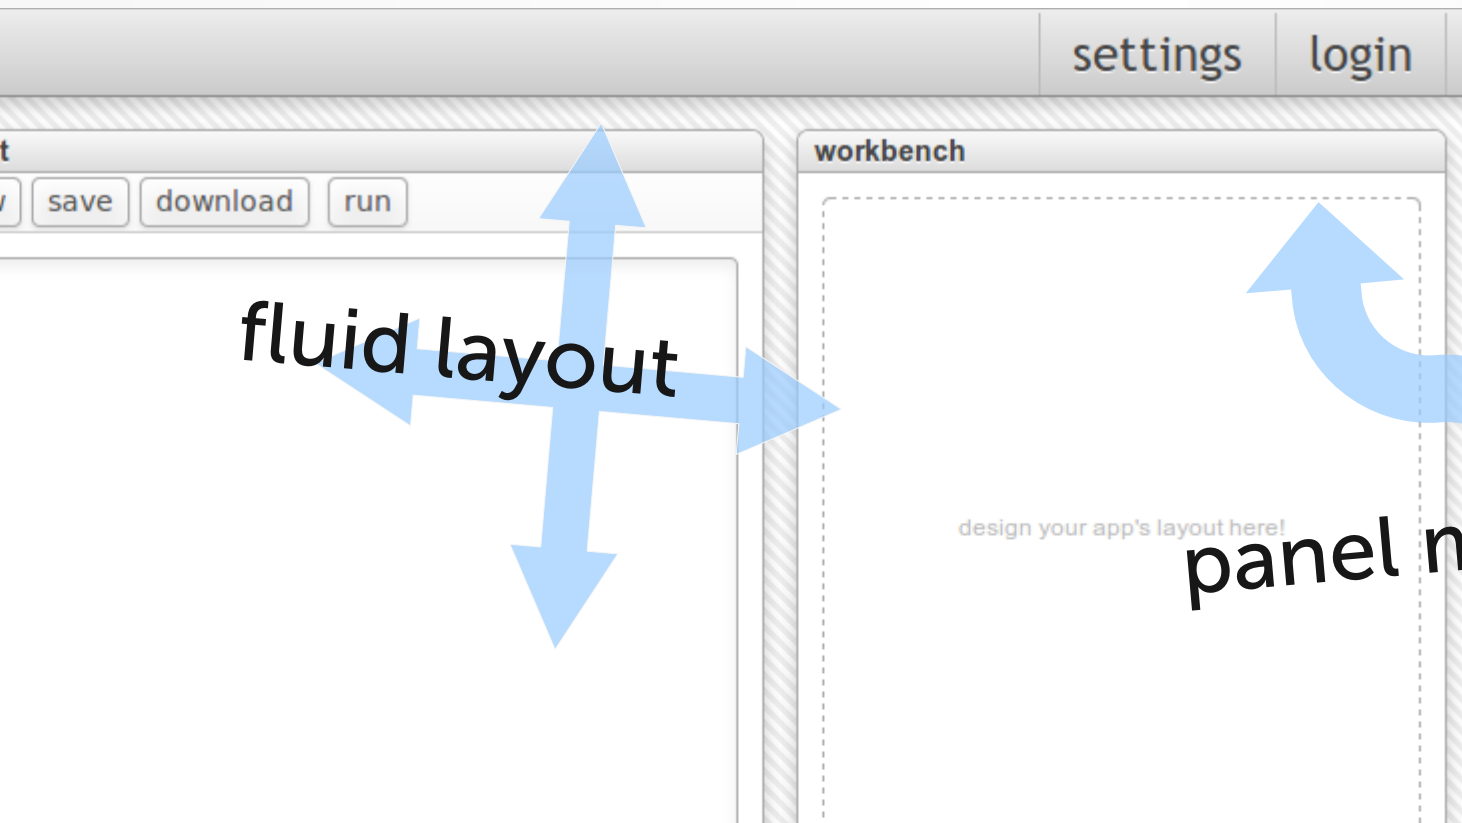 settings login
workbench
save download run
fluid layout
design your app's layout here!
panel